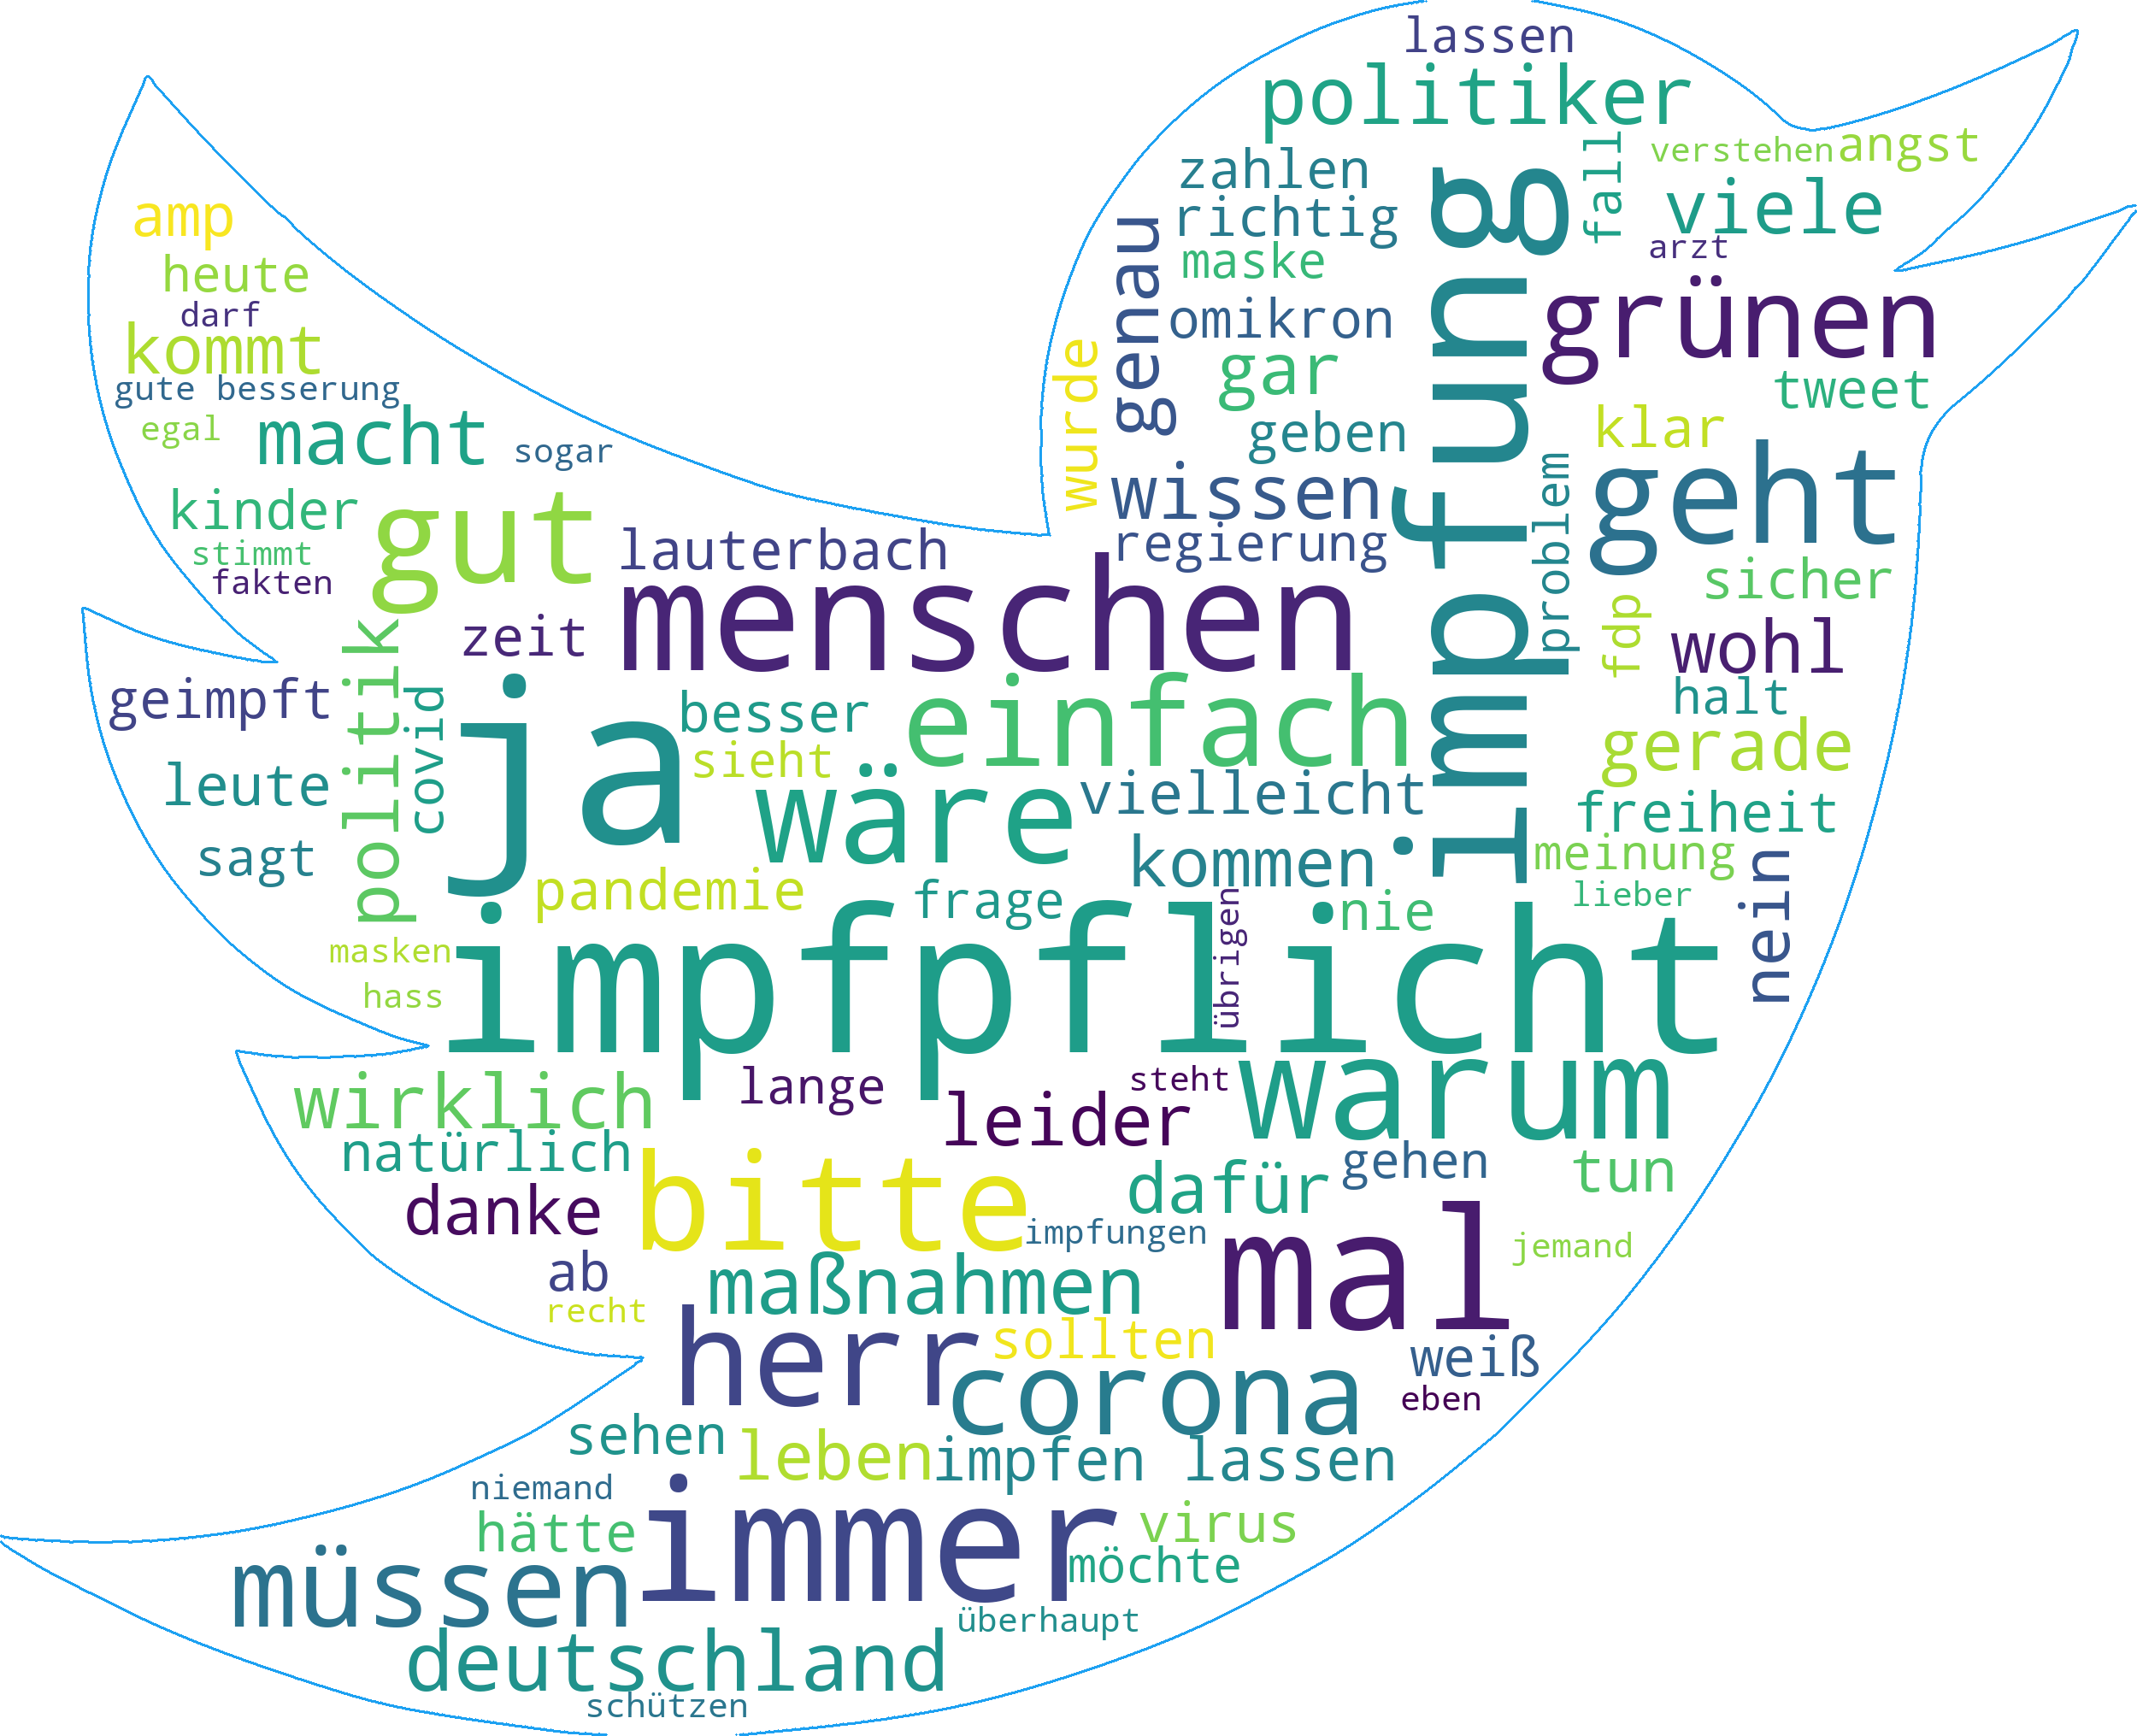 lassen
politiker
verstehen
angst
fall
zahlen
viele
amp
richtig
genau
impfung
arzt
heute
maske
grünen
darf
omikron
kommt
wurde
gar
tweet
gute besserung
egal
macht
sogar
geben
klar
geht
kinder
gut
wissen
problem
stimmt
lauterbach
regierung
fakten
sicher
zeit
menschen
fdp
wohl
geimpft
politik
covid
ja
besser
einfach
halt
sieht
gerade
leute
wäre
vielleicht
freiheit
sagt
kommen
meinung
nein
pandemie
frage
nie
lieber
übrigen
masken
hass
impfpflicht
wirklich
lange
steht
warum
leider
natürlich
bitte
gehen
tun
danke
dafür
impfungen
mal
jemand
ab
maßnahmen
recht
herr
sollten
weiß
corona
eben
sehen
leben
impfen lassen
niemand
immer
virus
hätte
möchte
müssen
überhaupt
deutschland
schützen